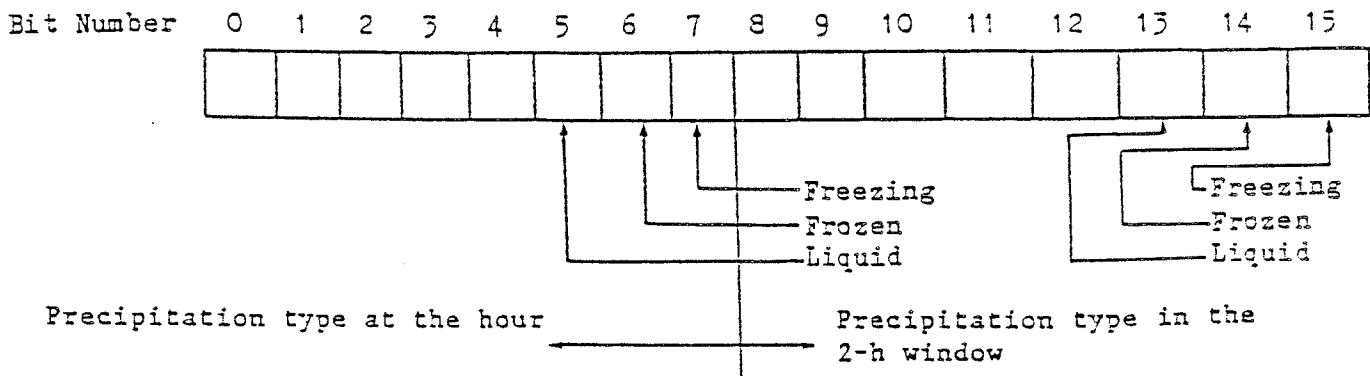 Bit Number 0 1 2 3 4 5 6 7 8 9 10 11 12 13 14 15
Freezing Freezing
Frozen Frozen
Liquid Liquid
Precipitation type at the hour
Precipitation type in the
2-h window